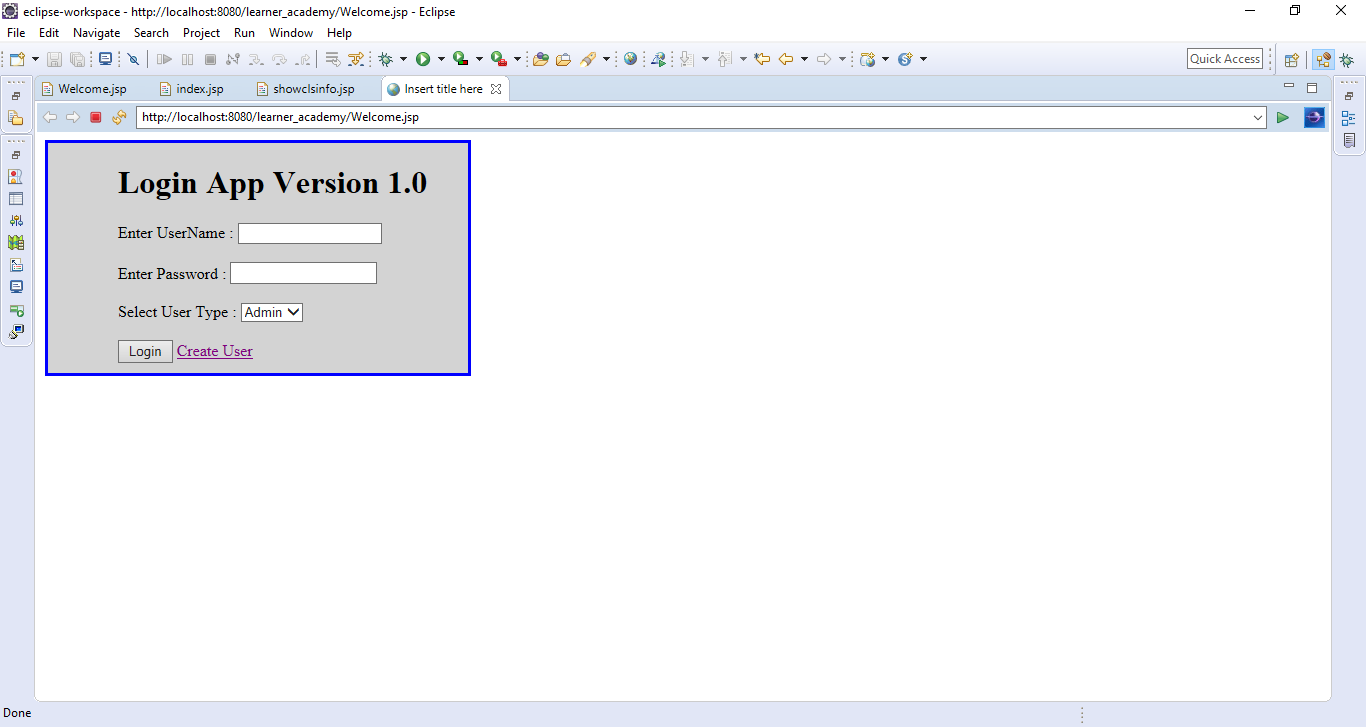 eclipse-workspace - http://localhost:8080/learner_academy/Welcome.jsp - Eclipse
File Edit Navigate Search Project Run Window Help
Quick Access
Welcome.jsp index.jsp showclsinfo.jsp Insert title here
http://localhost:8080/learner_academy/Welcome.jsp
Login App Version 1.0
Enter UserName :
Enter Password :
Select User Type : Admin
Login Create User
Done